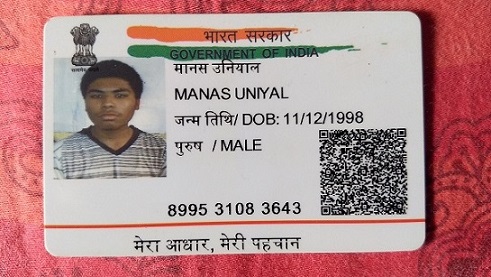 भारत सरकार
GOVERNMENT OF INDIA
मानस उनियाल
MANAS UNIYAL
जन्म तिथि/ DOB: 11/12/1998
पुरुष / MALE
8995 3108 3643
मेरा आधार, मेरी पहचान